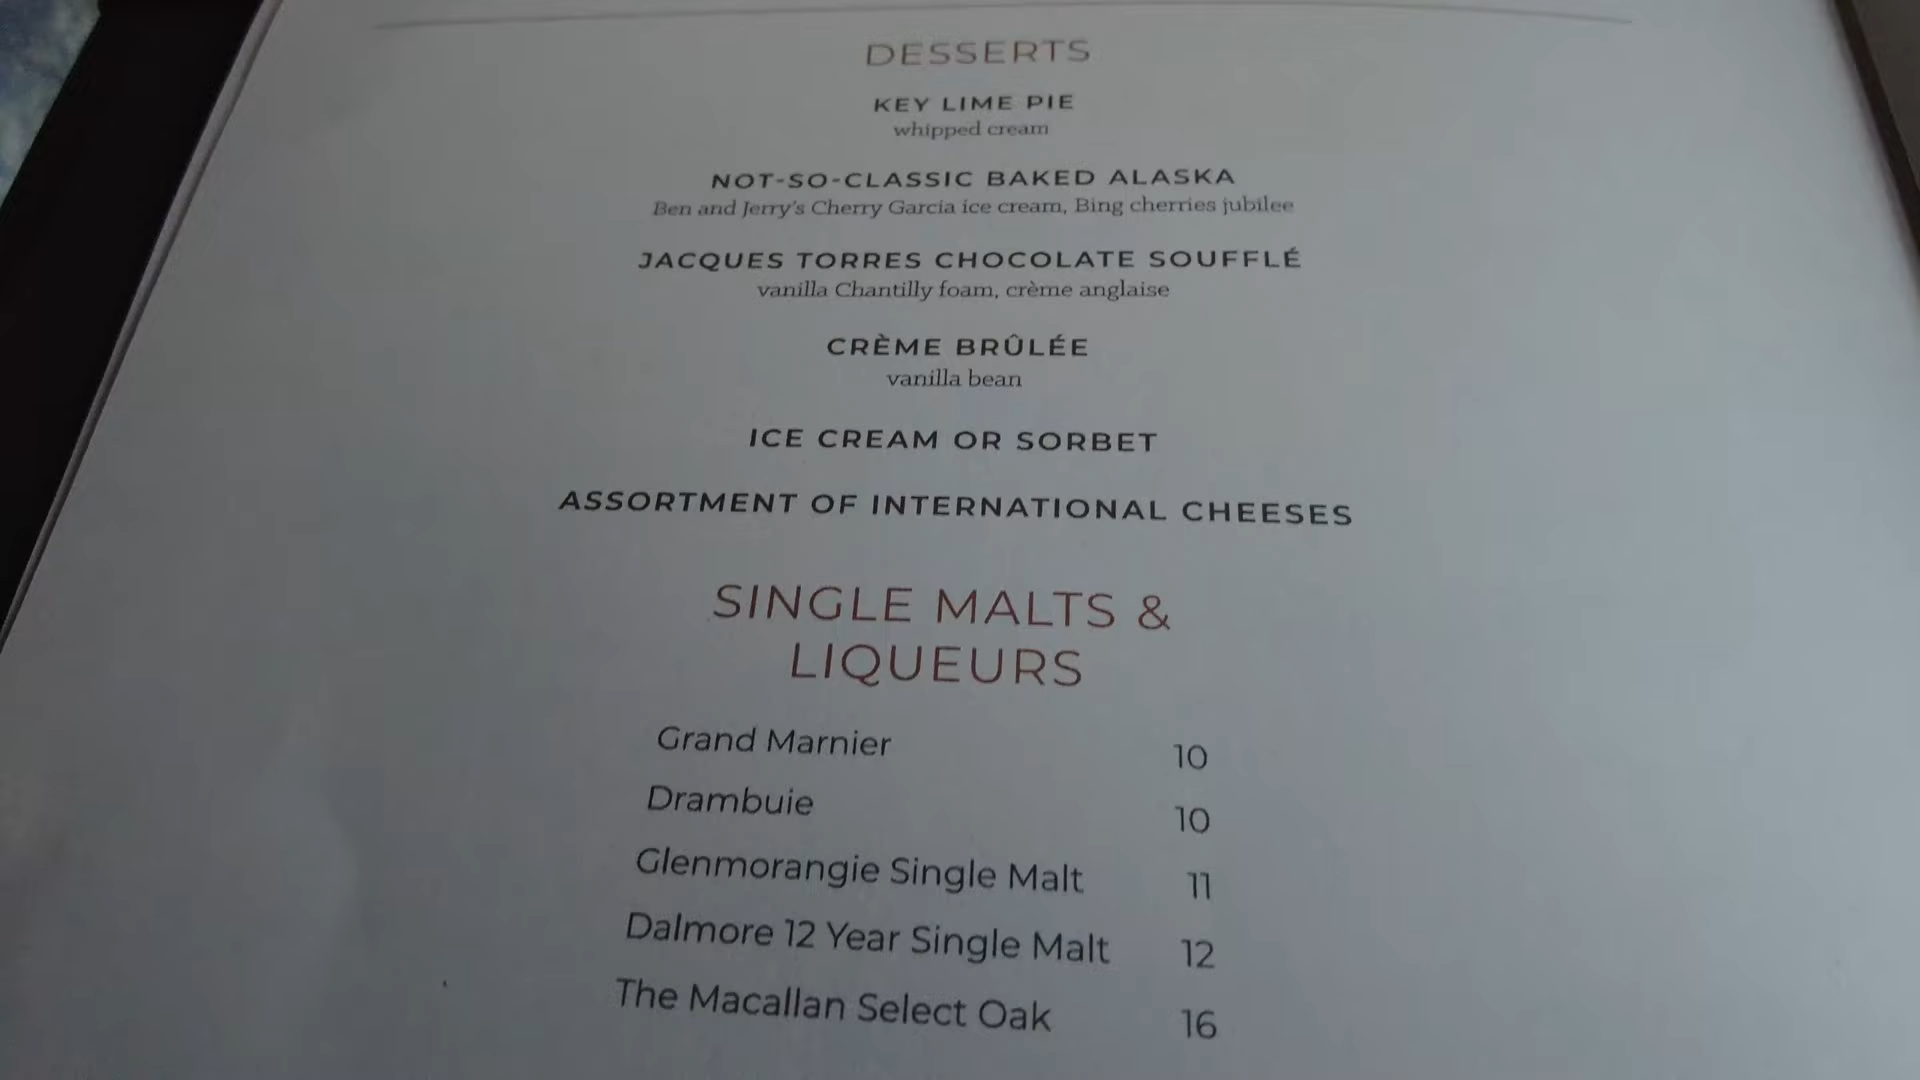 DESSERTS
KEY LIME PIE
whipped cream
NOT-SO-CLASSIC BAKED ALASKA
Ben and Jerry's Cherry Garcia ice cream, Bing cherries jubilee
JACQUES TORRES CHOCOLATE SOUFFLÉ
vanilla Chantilly foam, crème anglaise
CRÈME BRÛLÉE
vanilla bean
ICE CREAM OR SORBET
ASSORTMENT OF INTERNATIONAL CHEESES
SINGLE MALTS &
LIQUEURS
Grand Marnier 10
Drambuie 10
Glenmorangie Single Malt 11
Dalmore 12 Year Single Malt 12
The Macallan Select Oak 16